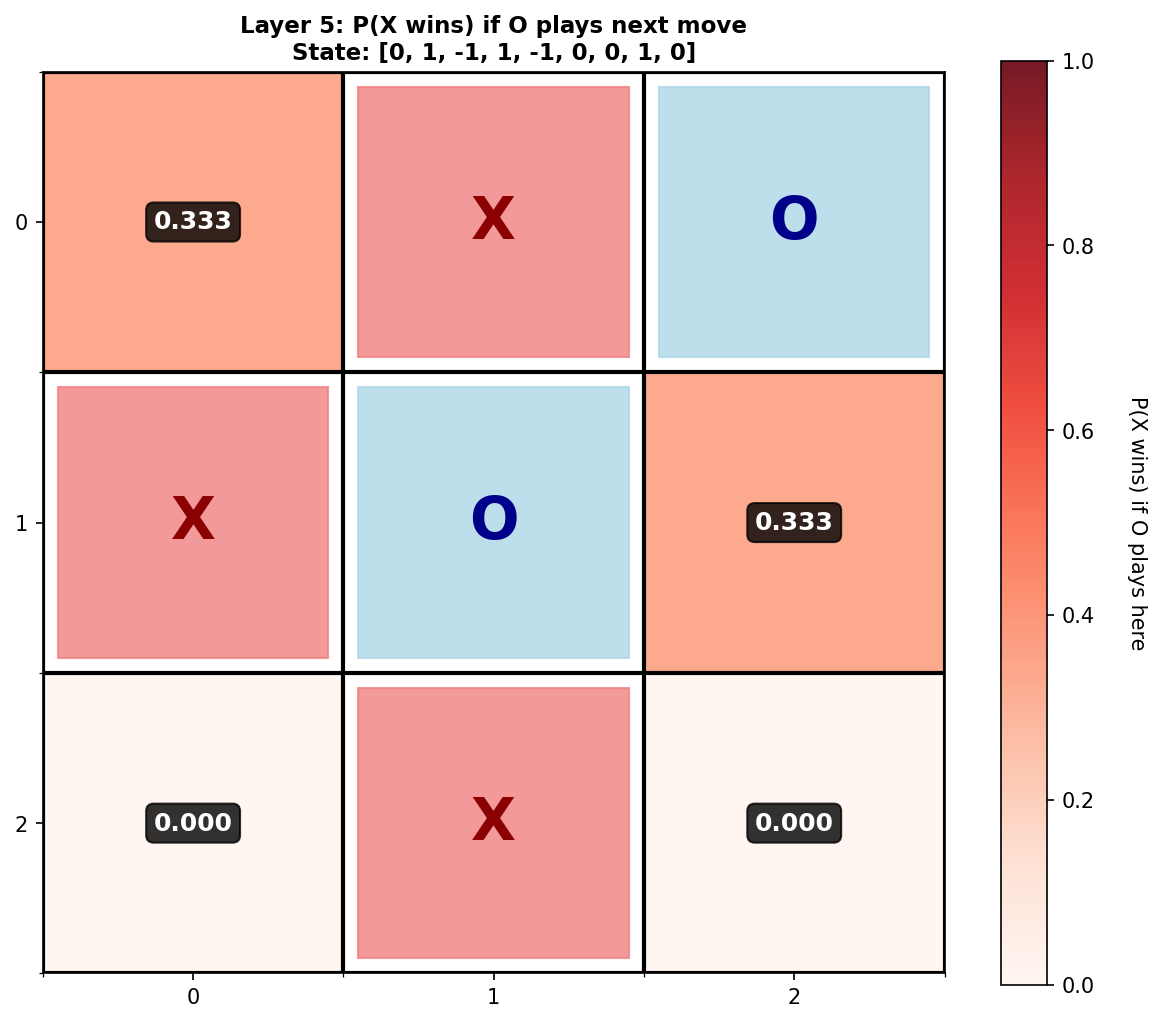 Layer 5: P(X wins) if O plays next move
State: [0, 1, -1, 1, -1, 0, 0, 1, 0]
0
0.333
X
O
1
X
O
0.333
2
0.000
X
0.000
0
1
2
1.0
0.8
0.6
0.4
0.2
0.0
P(X wins) if O plays here